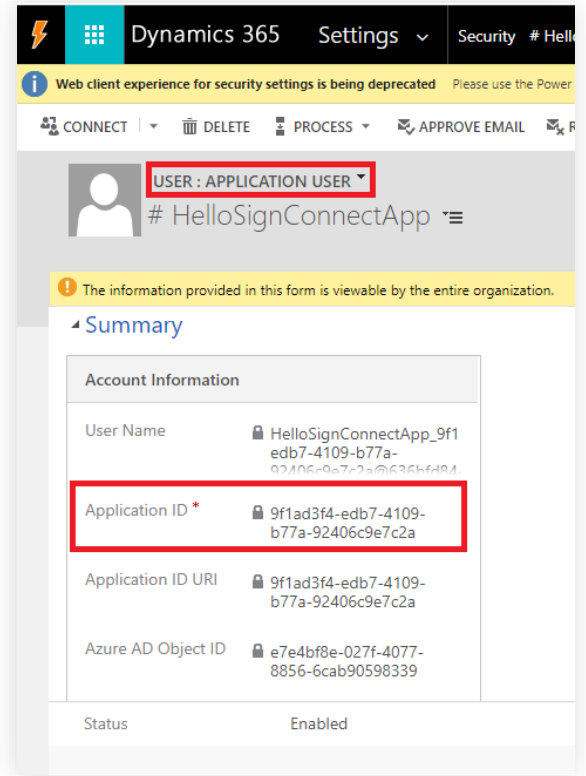 Dynamics 365 Settings Security # Hello
Web client experience for security settings is being deprecated Please use the Power
CONNECT DELETE PROCESS APPROVE EMAIL
USER : APPLICATION USER
# HelloSignConnectApp
The information provided in this form is viewable by the entire organization.
Summary
Account Information
User Name HelloSignConnectApp_9f1
edb7-4109-b77a-
92406c9e7c2a@636bfd84-
Application ID * 9f1ad3f4-edb7-4109-
b77a-92406c9e7c2a
Application ID URI 9f1ad3f4-edb7-4109-
b77a-92406c9e7c2a
Azure AD Object ID e7e4bf8e-027f-4077-
8856-6cab90598339
Status Enabled